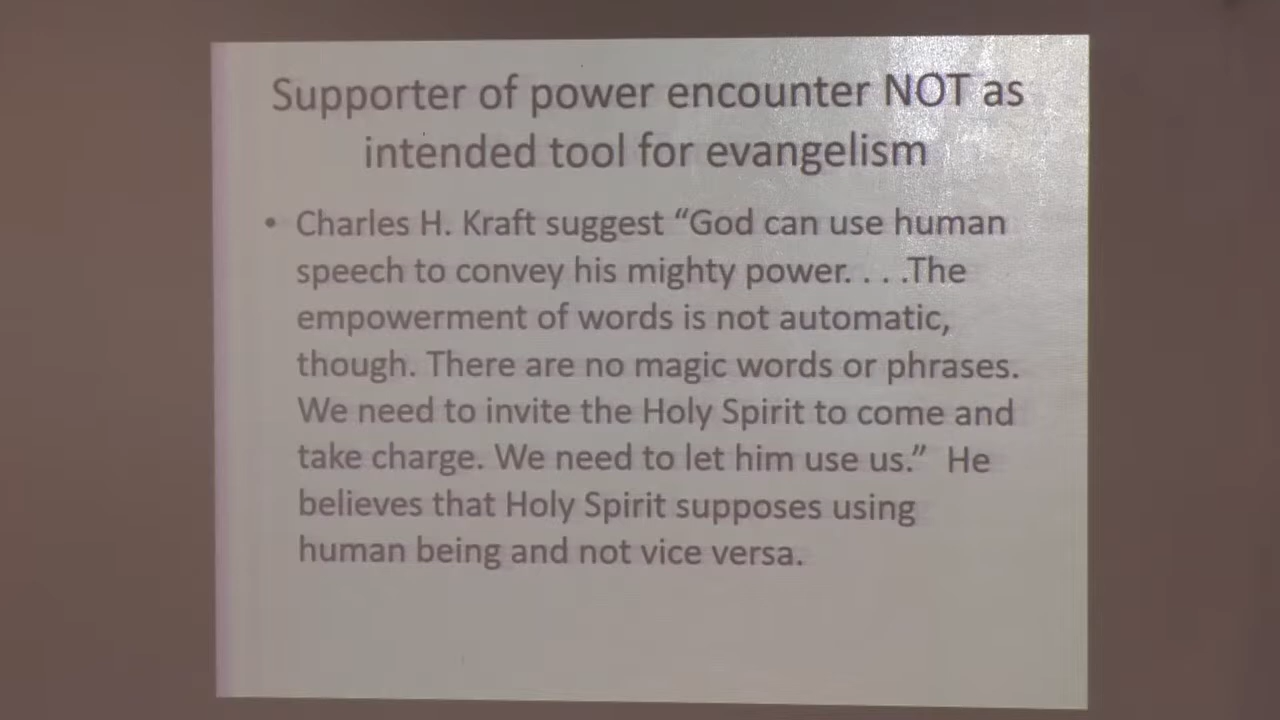 Supporter of power encounter NOT as
intended tool for evangelism
• Charles H. Kraft suggest “God can use human
speech to convey his mighty power. . . .The
empowerment of words is not automatic,
though. There are no magic words or phrases.
We need to invite the Holy Spirit to come and
take charge. We need to let him use us.”  He
believes that Holy Spirit supposes using
human being and not vice versa.